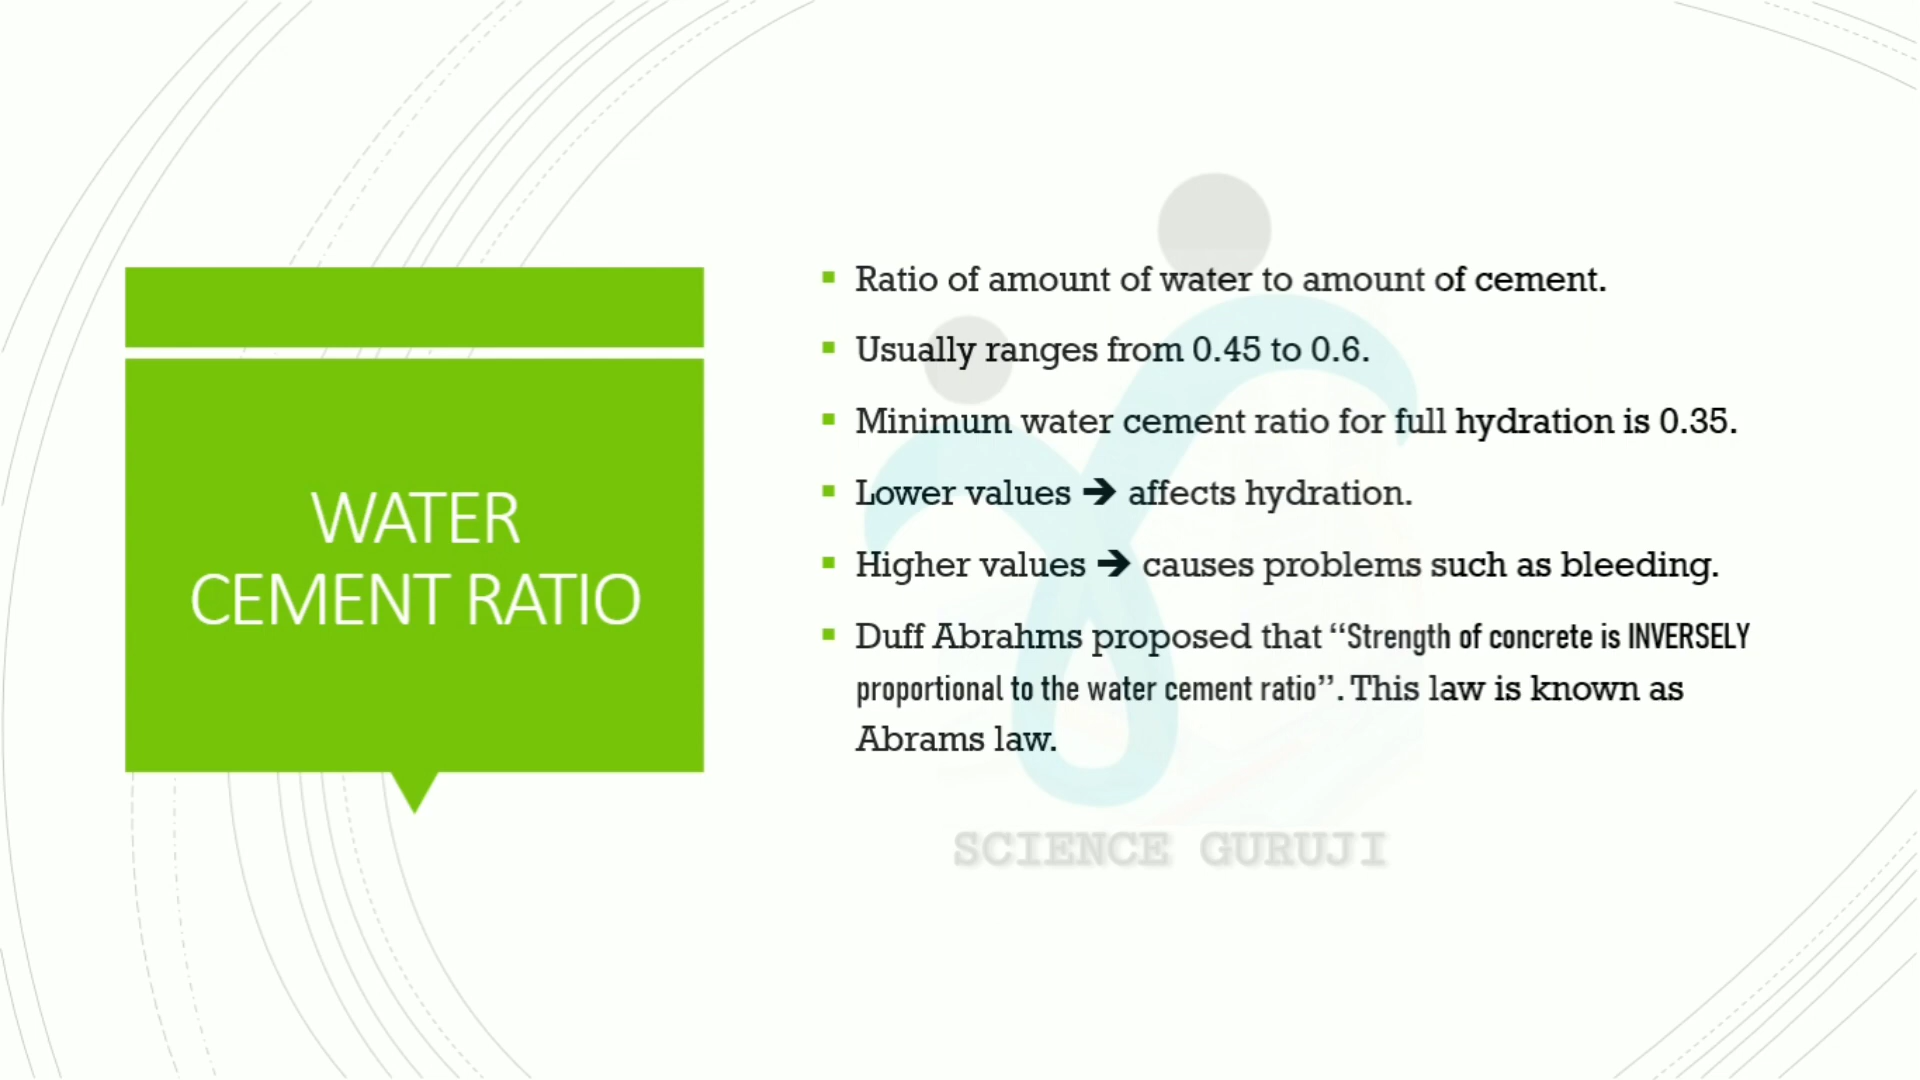 WATER
CEMENT RATIO
Ratio of amount of water to amount of cement.
Usually ranges from 0.45 to 0.6.
Minimum water cement ratio for full hydration is 0.35.
Lower values ➔ affects hydration.
Higher values ➔ causes problems such as bleeding.
Duff Abrahms proposed that “Strength of concrete is INVERSELY
proportional to the water cement ratio”. This law is known as
Abrams law.
SCIENCE GURUJI